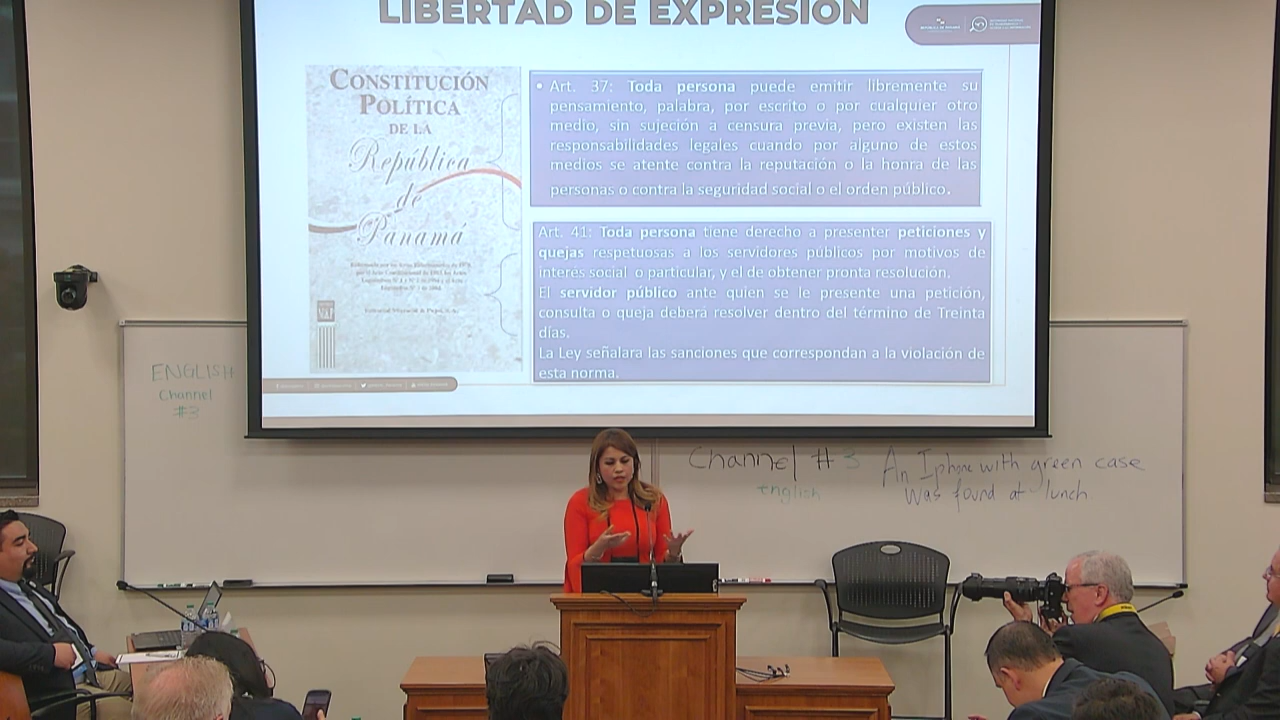 LIBERTAD DE EXPRESIÓN
CONSTITUCIÓN
POLÍTICA
DE LA
República
de
Panamá
• Art. 37: Toda persona puede emitir libremente su
pensamiento, palabra, por escrito o por cualquier otro
medio, sin sujeción a censura previa, pero existen las
responsabilidades legales cuando por alguno de estos
medios se atente contra la reputación o la honra de las
personas o contra la seguridad social o el orden público.
Art. 41: Toda persona tiene derecho a presentar peticiones y
quejas respetuosas a los servidores públicos por motivos de
interés social o particular, y el de obtener pronta resolución.
El servidor público ante quien se le presente una petición,
consulta o queja deberá resolver dentro del término de Treinta
días.
La Ley señalara las sanciones que correspondan a la violación de
esta norma.
ENGLISH
Channel
#3
Channel # 3
english
An Iphone with green case
was found at lunch